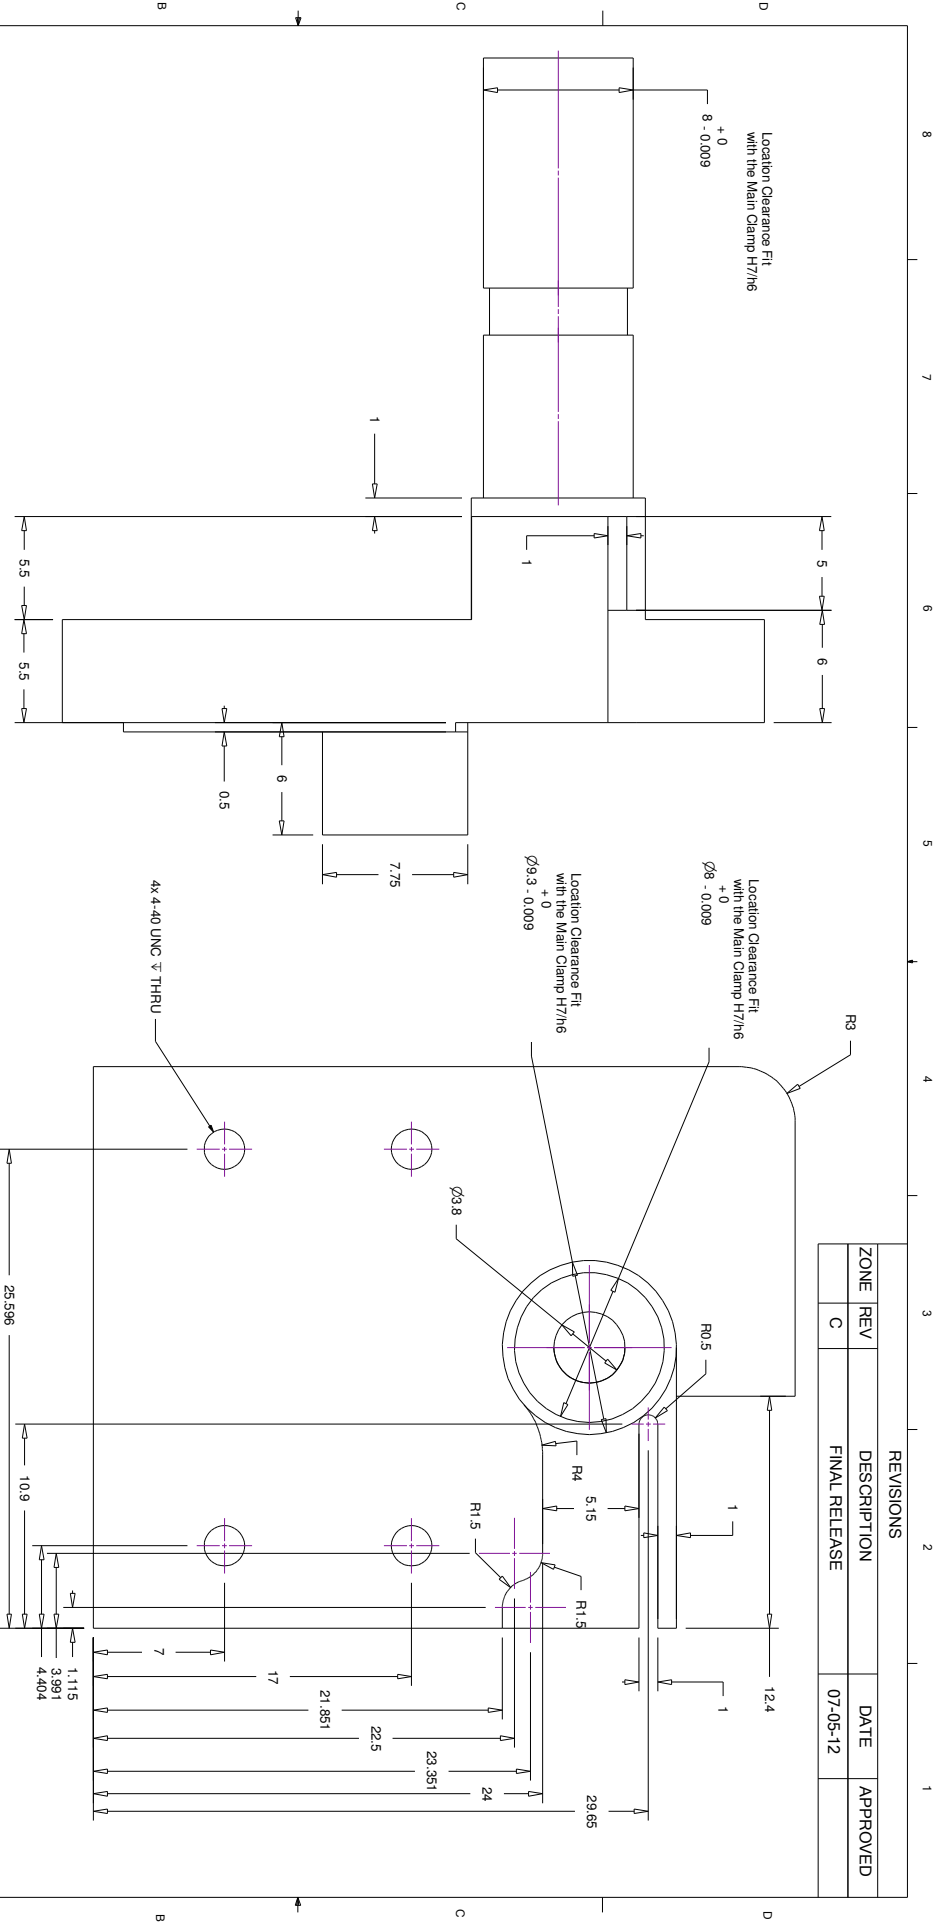 8
7
6
5
4
3
2
1
D
C
B
D
C
B
REVISIONS
ZONE REV DESCRIPTION DATE APPROVED
C FINAL RELEASE 07-05-12
Location Clearance Fit
with the Main Clamp H7/h6
+ 0
8 - 0.009
1
5.5
5.5
1
5
6
0.5
6
7.75
Location Clearance Fit
with the Main Clamp H7/h6
+ 0
Ø8 - 0.009
Location Clearance Fit
with the Main Clamp H7/h6
+ 0
Ø9.3 - 0.009
R3
4x 4-40 UNC ↧ THRU
Ø3.8
R0.5
R4
5.15
1
R1.5
R1.5
12.4
1
25.596
10.9
1.115
3.991
4.404
7
17
21.851
22.5
23.351
24
29.65